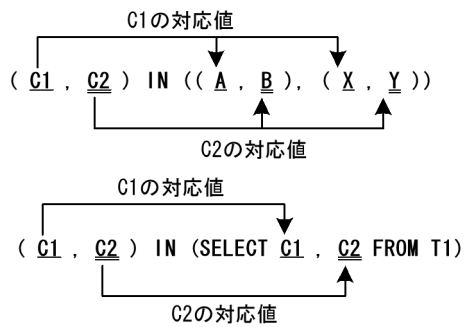 C1の対応値
( C1 , C2 ) IN (( A , B ), ( X , Y ))
C2の対応値
C1の対応値
( C1 , C2 ) IN (SELECT C1 , C2 FROM T1)
C2の対応値